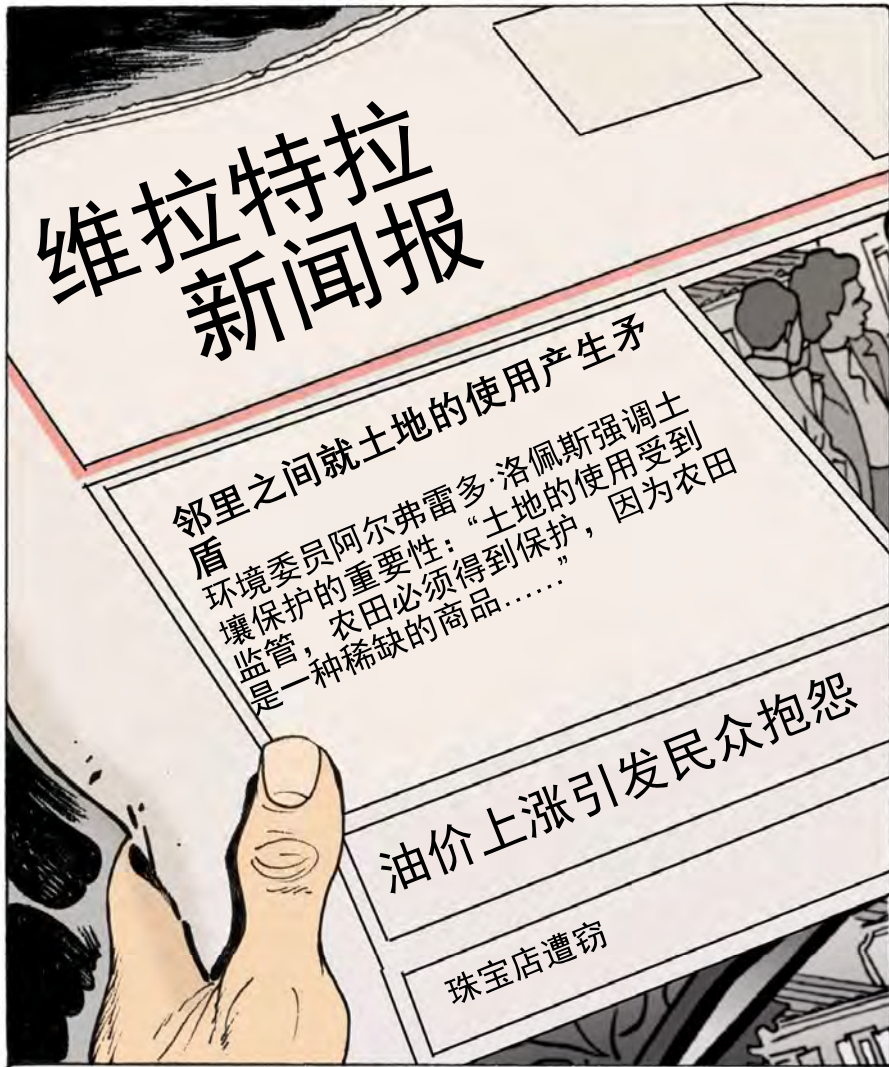 维拉特拉
新闻报
邻里之间就土地的使用产生矛
盾
环境委员阿尔弗雷多·洛佩斯强调土
壤保护的重要性：“土地的使用受到
监管，农田必须得到保护，因为农田
是一种稀缺的商品……”
油价上涨引发民众抱怨
珠宝店遭窃